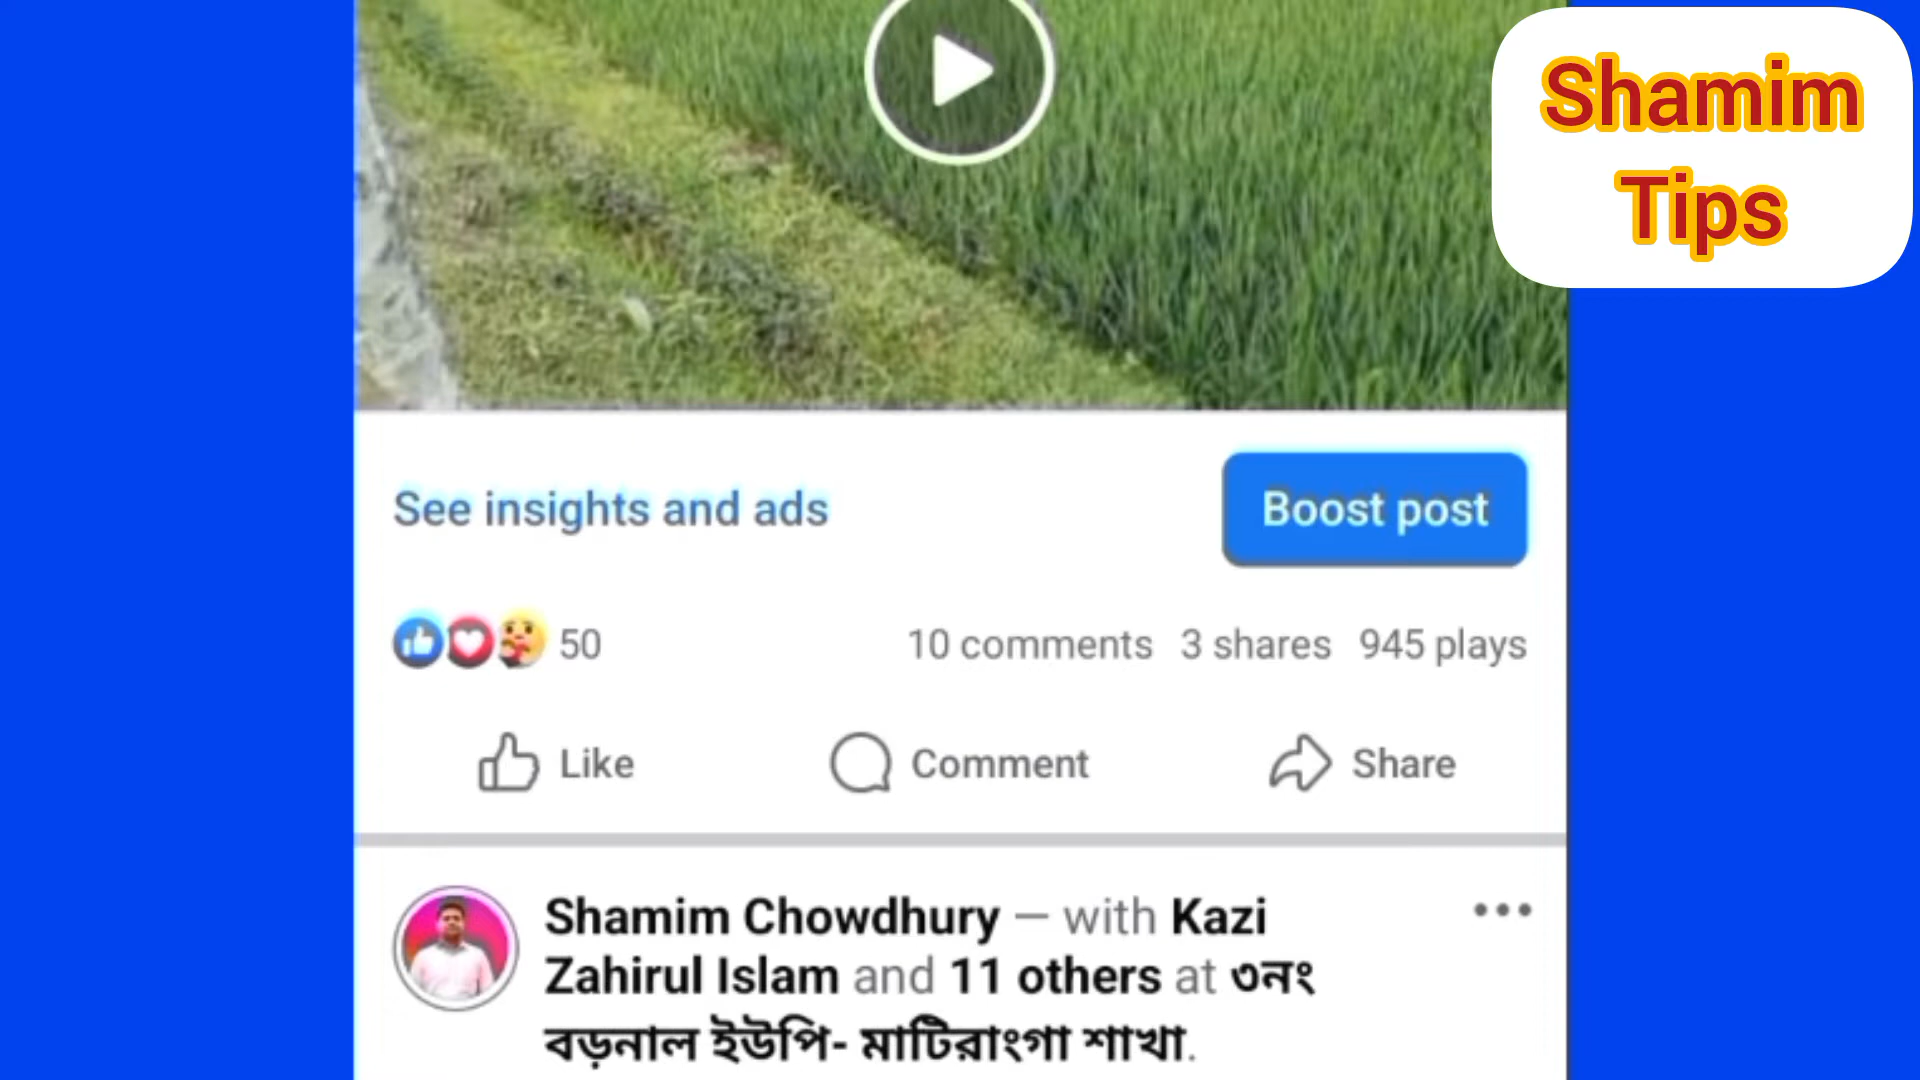 Shamim
Tips
See insights and ads
Boost post
50
10 comments 3 shares 945 plays
Like
Comment
Share
Shamim Chowdhury — with Kazi
Zahirul Islam and 11 others at ৩নং
বড়নাল ইউপি- মাটিরাংগা শাখা.